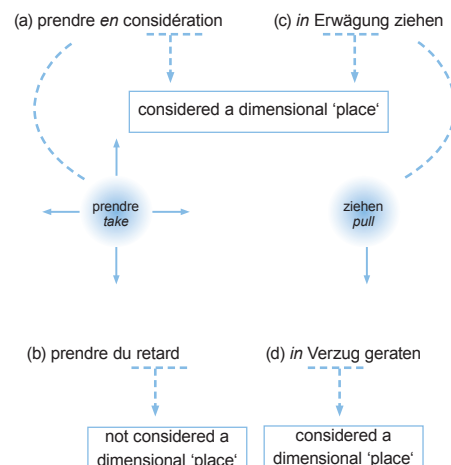 (a) prendre en considération
(c) in Erwägung ziehen
considered a dimensional ‘place‘
prendre
take
ziehen
pull
(b) prendre du retard
(d) in Verzug geraten
not considered a
dimensional ‘place‘
considered a
dimensional ‘place‘